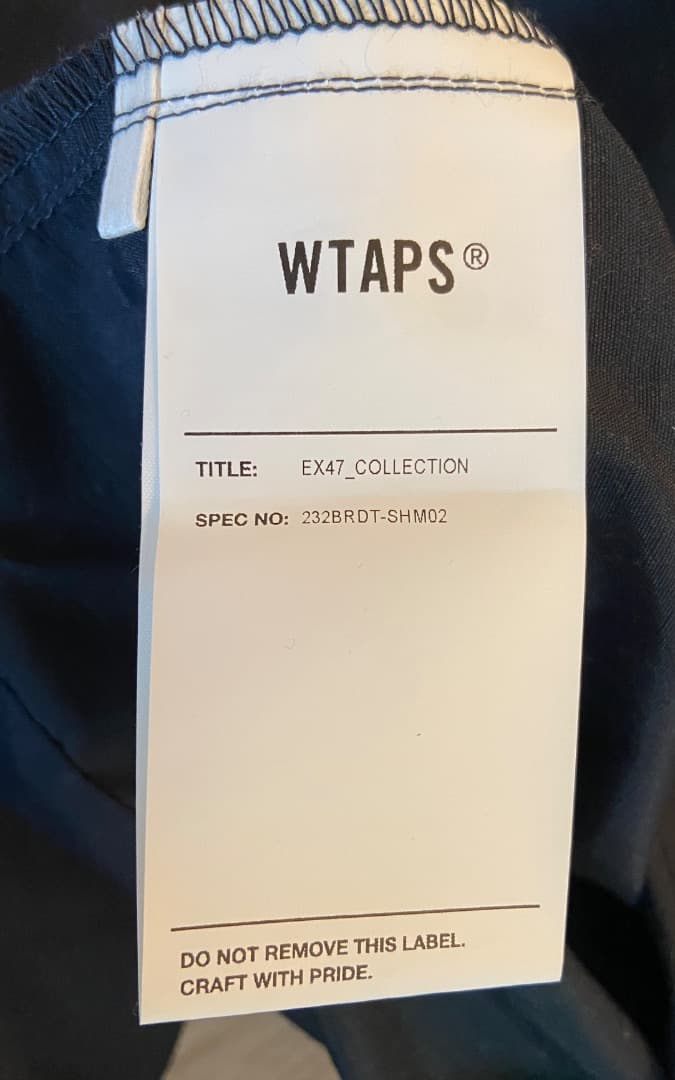 WTAPS®
TITLE: EX47_COLLECTION
SPEC NO: 232BRDT-SHM02
DO NOT REMOVE THIS LABEL.
CRAFT WITH PRIDE.